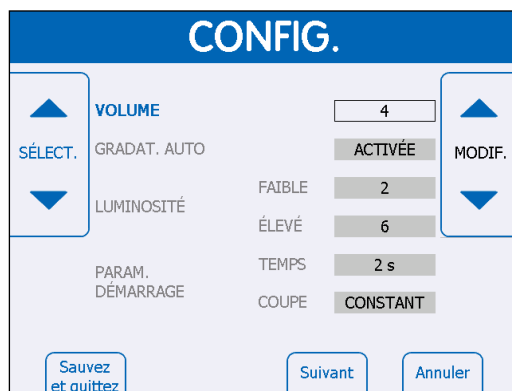 CONFIG.
VOLUME 4
SÉLECT. GRADAT. AUTO ACTIVÉE MODIF.
LUMINOSITÉ FAIBLE 2
ÉLEVÉ 6
PARAM. DÉMARRAGE TEMPS 2 s
COUPE CONSTANT
Sauvez et quittez Suivant Annuler